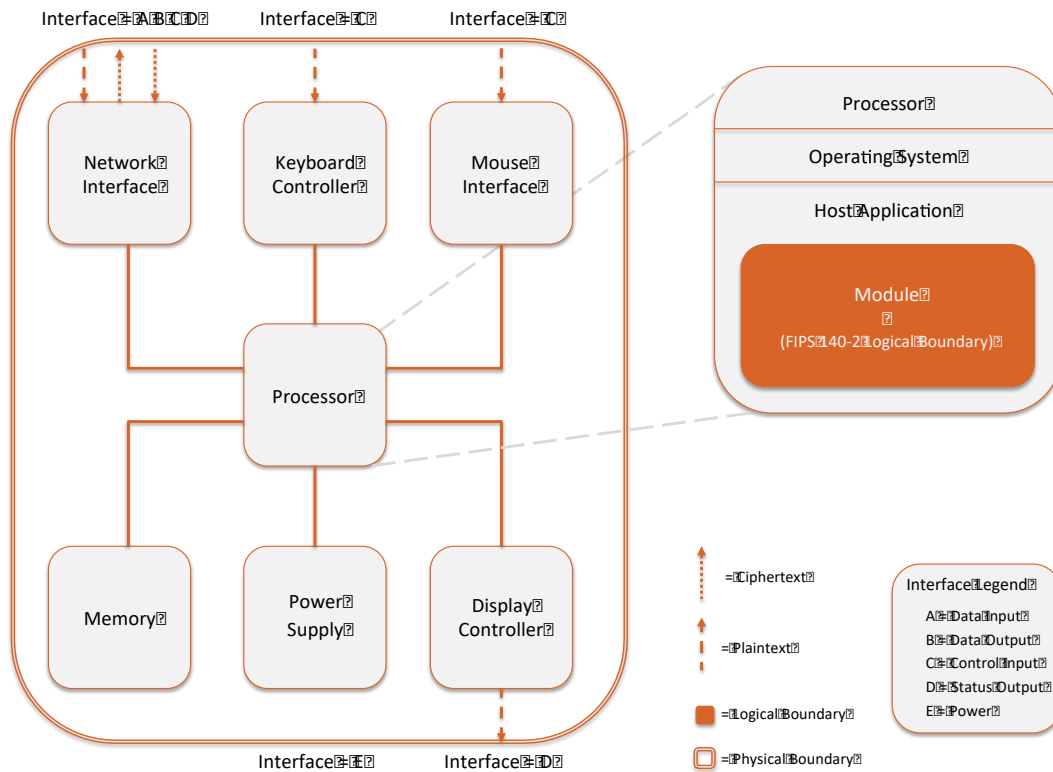 Interface = A B C D
Interface = C
Interface = C
Network
Interface
Keyboard
Controller
Mouse
Interface
Processor
Memory
Power
Supply
Display
Controller
Interface = E
Interface = D
Processor
Operating System
Host Application
Module
(FIPS 140-2 Logical Boundary)
= Ciphertext
= Plaintext
= Logical Boundary
= Physical Boundary
Interface Legend
A = Data Input
B = Data Output
C = Control Input
D = Status Output
E = Power